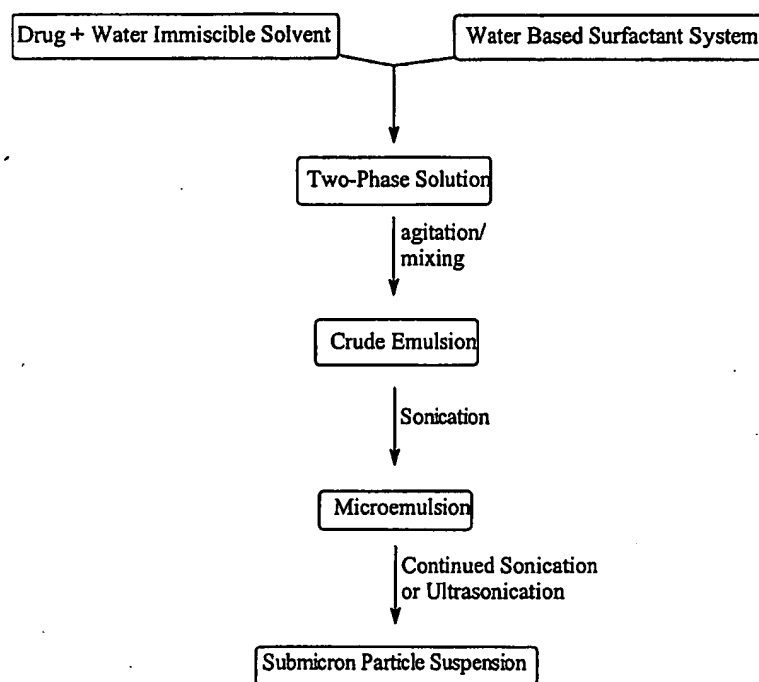 Drug + Water Immiscible Solvent
Water Based Surfactant System
Two-Phase Solution
agitation/
mixing
Crude Emulsion
Sonication
Microemulsion
Continued Sonication
or Ultrasonication
Submicron Particle Suspension